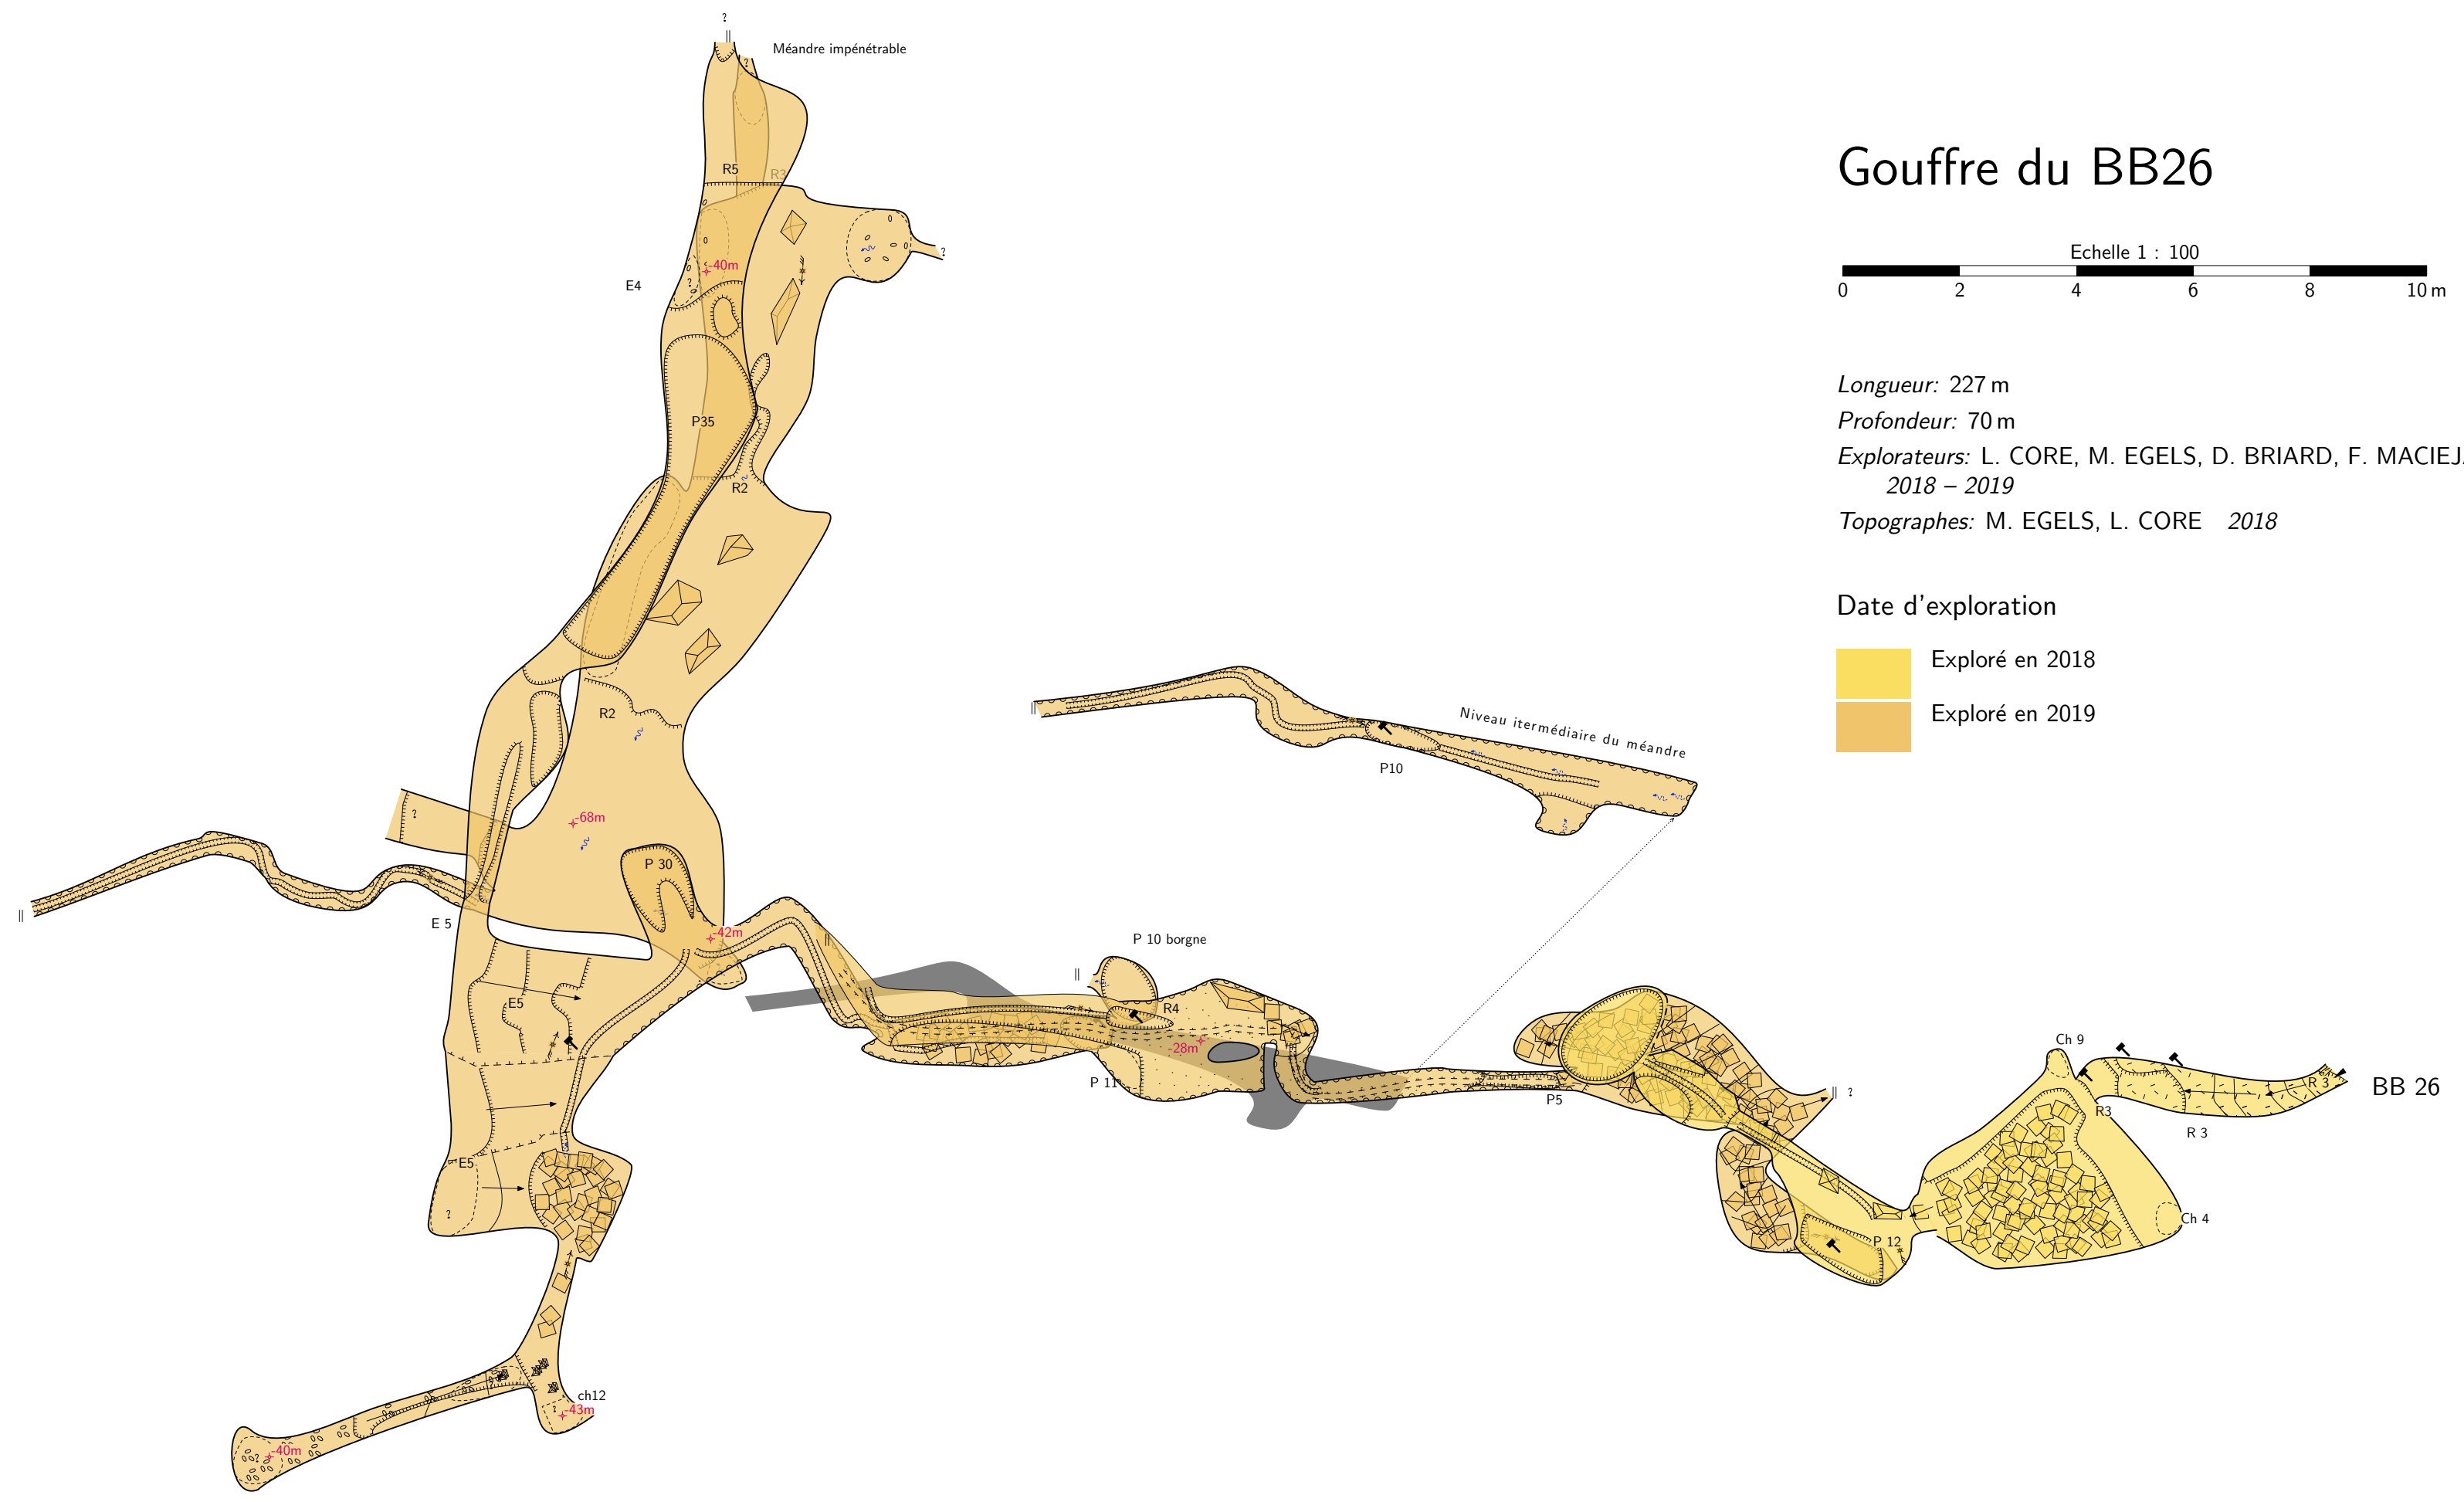 ?
Méandre impénétrable
?
R5
R3
Gouffre du BB26
?
Echelle 1 : 100
-40m
?
E4
0 2 4 6 8 10 m
Longueur: 227 m
P35
Profondeur: 70 m
Explorateurs: L. CORE, M. EGELS, D. BRIARD, F. MACIEJ
2018 – 2019
R2
Topographes: M. EGELS, L. CORE 2018
Date d'exploration
Exploré en 2018
Exploré en 2019
R2
Niveau itermédiaire du méandre
P10
?
-68m
P 30
E 5
-42m
P 10 borgne
E5
R4
-28m
P 11
P5
?
Ch 9
R 3
BB 26
R3
R 3
E5
?
Ch 4
P 12
ch12
?
-43m
-40m
?